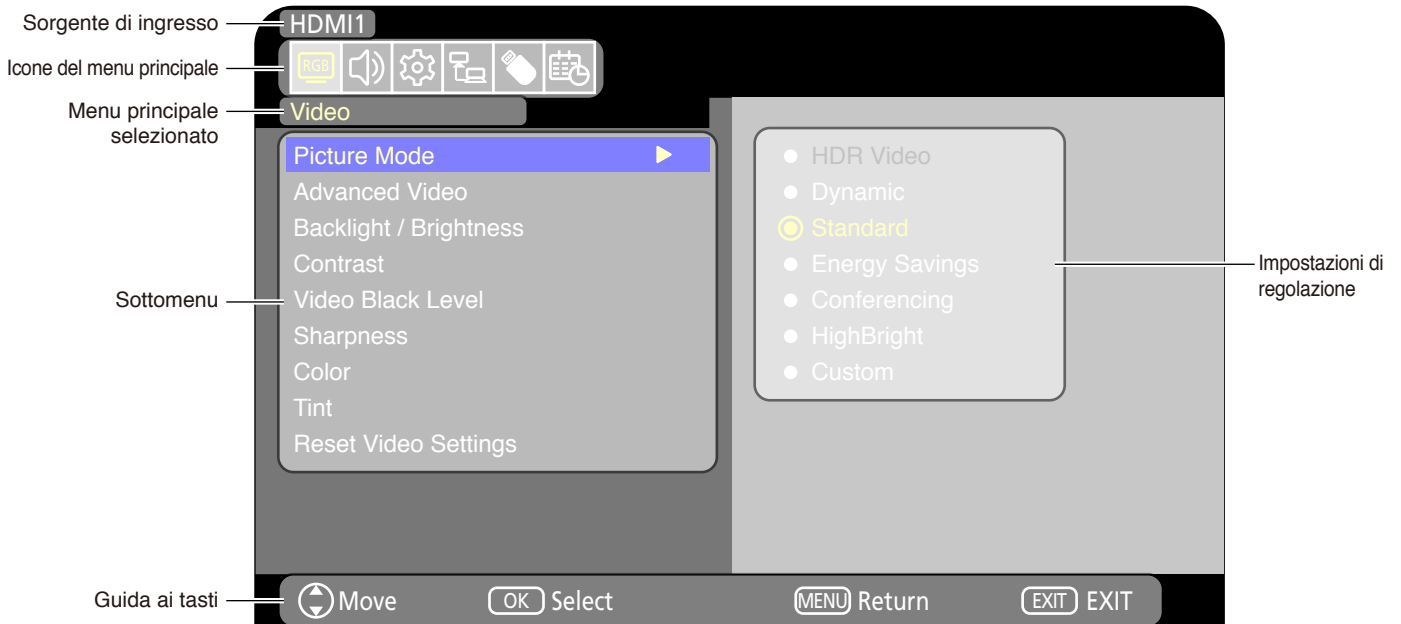 Sorgente di ingresso
HDMI1
Icone del menu principale
RGB
Menu principale
selezionato
Video
Picture Mode
Advanced Video
Backlight / Brightness
Contrast
Sottomenu
Video Black Level
Sharpness
Color
Tint
Reset Video Settings
HDR Video
Dynamic
Standard
Energy Savings
Conferencing
HighBright
Custom
Impostazioni di
regolazione
Guida ai tasti
Move
OK Select
MENU Return
EXIT EXIT